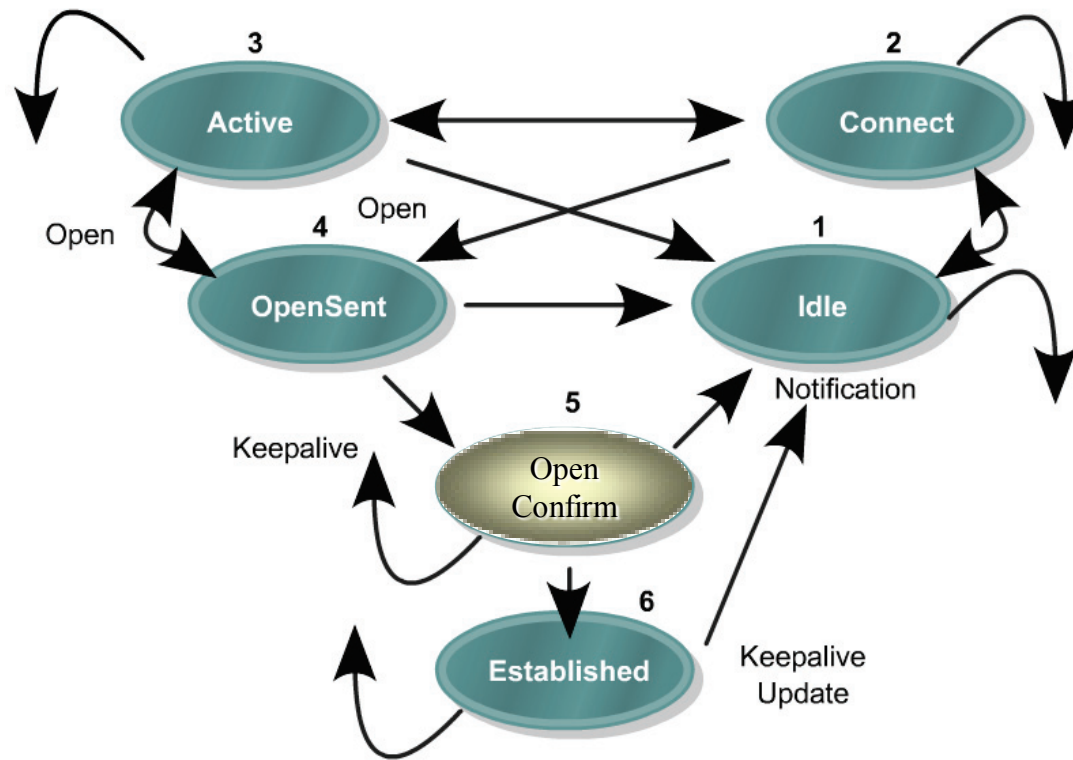 3
2
Active
Connect
Open
Open
4
1
OpenSent
Idle
Notification
5
Keepalive
Open
Confirm
6
Established
Keepalive
Update